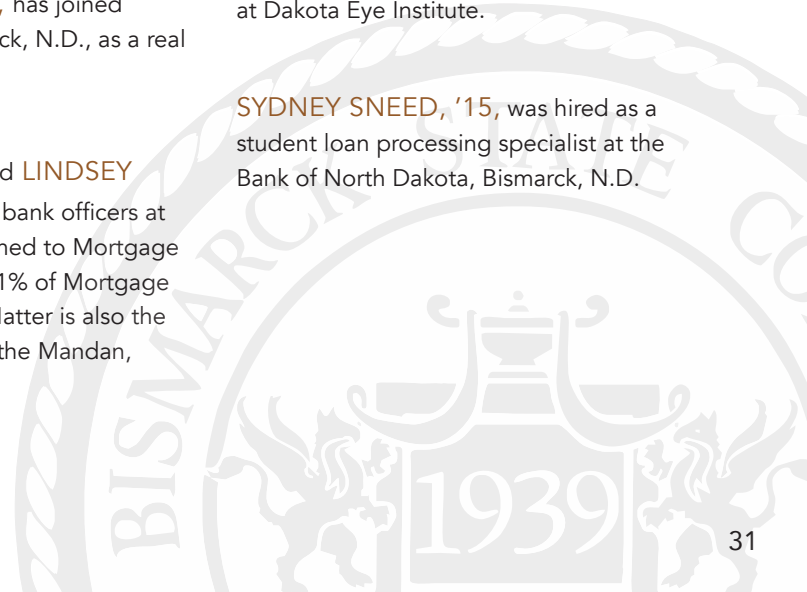 , has joined
ck, N.D., as a real
d LINDSEY
bank officers at
ned to Mortgage
1% of Mortgage
latter is also the
the Mandan,
at Dakota Eye Institute.
SYDNEY SNEED, '15, was hired as a
student loan processing specialist at the
Bank of North Dakota, Bismarck, N.D.
BISMARCK STATE CO
1939
31